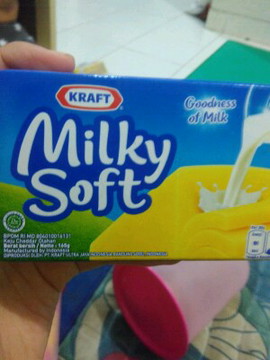 KRAFT
Goodness
of Milk
Milky
Soft
BPOM RI MD
Keju Cheddar Olahan
Berat bersih / Netto : 165g
Manufactured by Indonesia
DIPRODUKSI OLEH: PT. KRAFT ULTRA JAYA INDONESIA